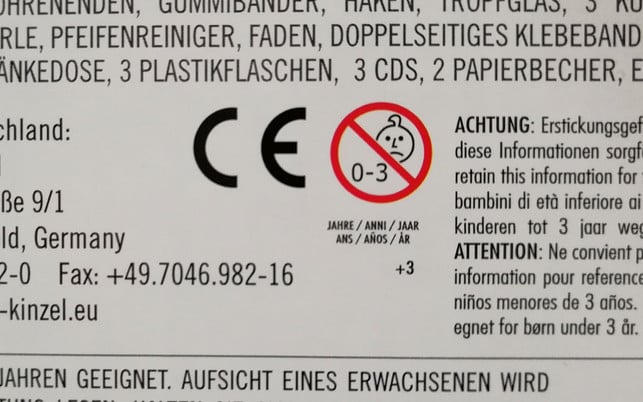 ÖHRENENDEN, GUMMIBÄNDER, HAKEN, TROPFGLAS, 3
RLE, PFEIFENREINIGER, FADEN, DOPPELSEITIGES KLEBEBAND
ÄNKEDOSE, 3 PLASTIKFLASCHEN, 3 CDS, 2 PAPIERBECHER, E
chland:
ße 9/1
ld, Germany
2-0 Fax: +49.7046.982-16
-kinzel.eu
CE
0-3
JAHRE / ANNI / JAAR
ANS / AÑOS / ÅR
+3
ACHTUNG: Erstickungsgef
diese Informationen sorgf
retain this information for
bambini di età inferiore ai
kinderen tot 3 jaar weg
ATTENTION: Ne convient p
information pour reference
niños menores de 3 años.
egnet for børn under 3 år.
JAHREN GEEIGNET. AUFSICHT EINES ERWACHSENEN WIRD